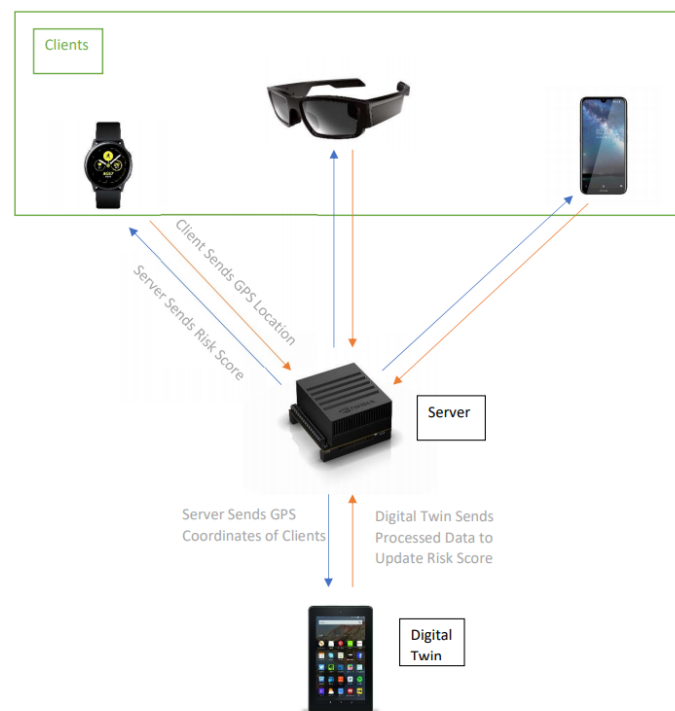 Clients
Client Sends GPS Location
Server Sends Risk Score
Server
Server Sends GPS
Coordinates of Clients
Digital Twin Sends
Processed Data to
Update Risk Score
Digital
Twin